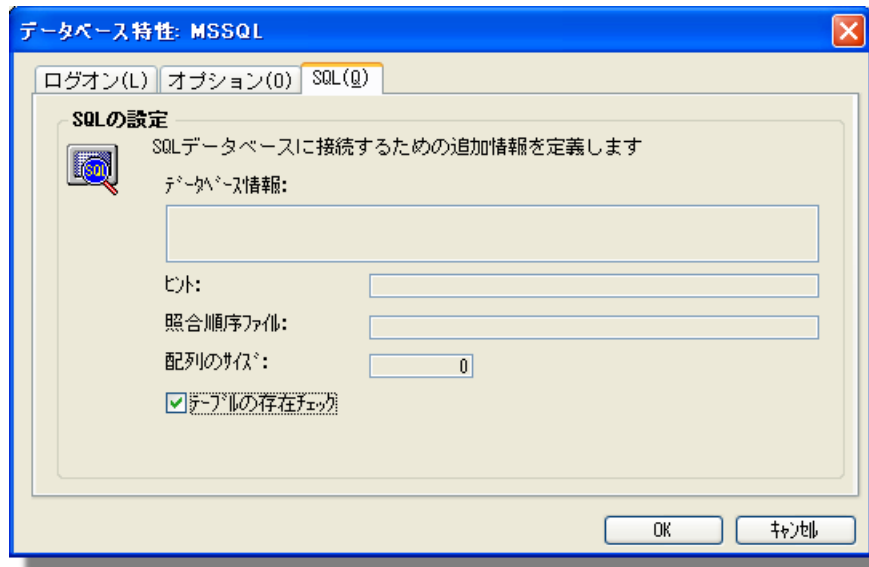 データベース特性: MSSQL
ログオン(L) オプション(O) SQL(Q)
SQLの設定
SQLデータベースに接続するための追加情報を定義します
SQL
ﾃﾞｰﾀﾍﾞｰｽ情報:
ﾋﾝﾄ:
照合順序ﾌｧｲﾙ:
配列のｻｲｽﾞ: 0
ﾃｰﾌﾞﾙの存在ﾁｪｯｸ
OK ｷｬﾝｾﾙ